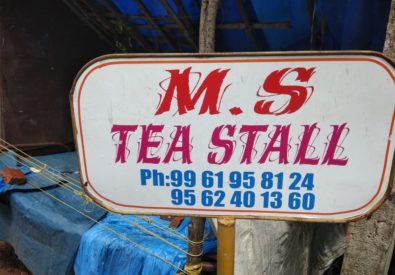 M.S
TEA STALL
Ph:99 61 95 81 24
95 62 40 13 60